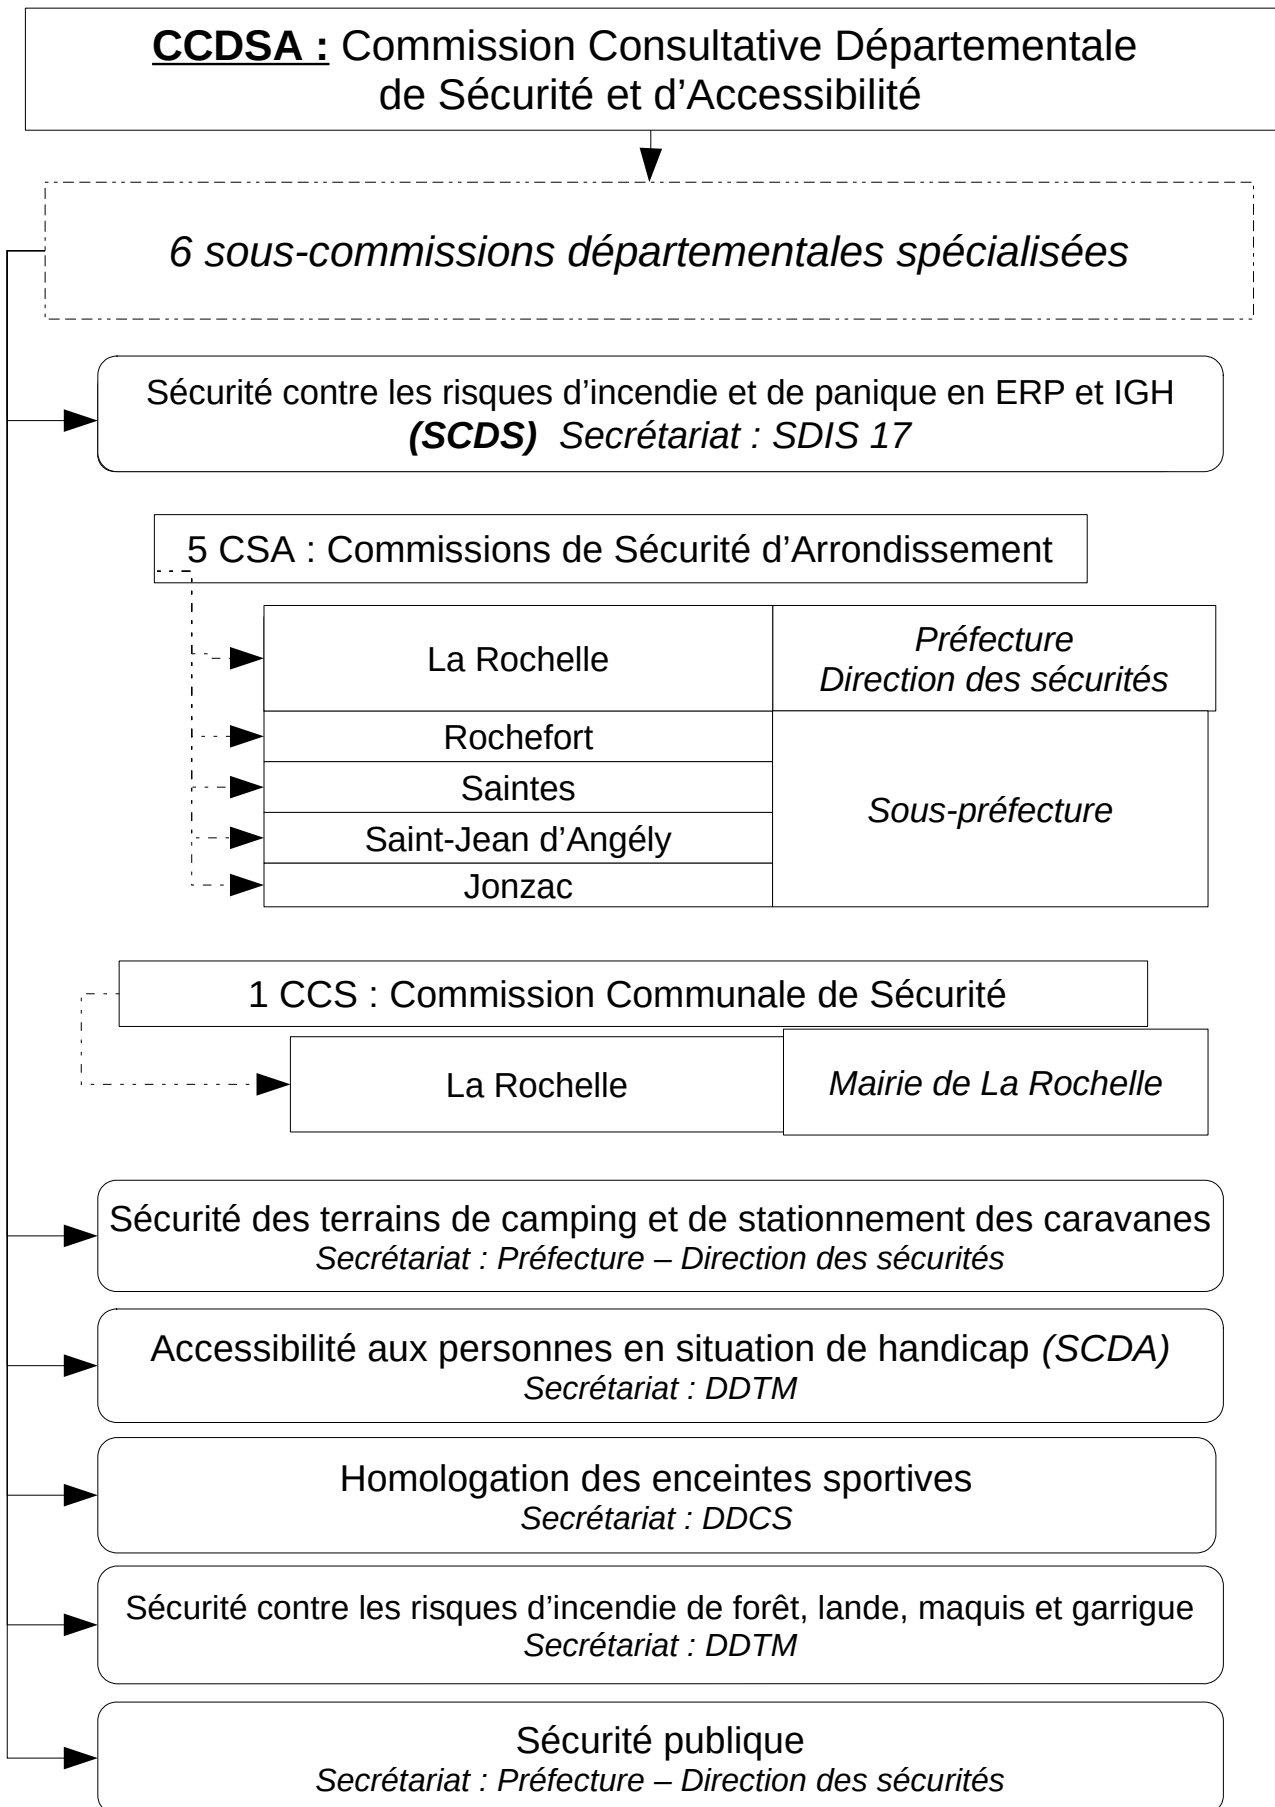 CCDSA : Commission Consultative Départementale
de Sécurité et d’Accessibilité
6 sous-commissions départementales spécialisées
Sécurité contre les risques d’incendie et de panique en ERP et IGH
(SCDS) Secrétariat : SDIS 17
5 CSA : Commissions de Sécurité d’Arrondissement
La Rochelle
Préfecture
Direction des sécurités
Rochefort
Saintes
Saint-Jean d’Angély
Jonzac
Sous-préfecture
1 CCS : Commission Communale de Sécurité
La Rochelle
Mairie de La Rochelle
Sécurité des terrains de camping et de stationnement des caravanes
Secrétariat : Préfecture – Direction des sécurités
Accessibilité aux personnes en situation de handicap (SCDA)
Secrétariat : DDTM
Homologation des enceintes sportives
Secrétariat : DDCS
Sécurité contre les risques d’incendie de forêt, lande, maquis et garrigue
Secrétariat : DDTM
Sécurité publique
Secrétariat : Préfecture – Direction des sécurités